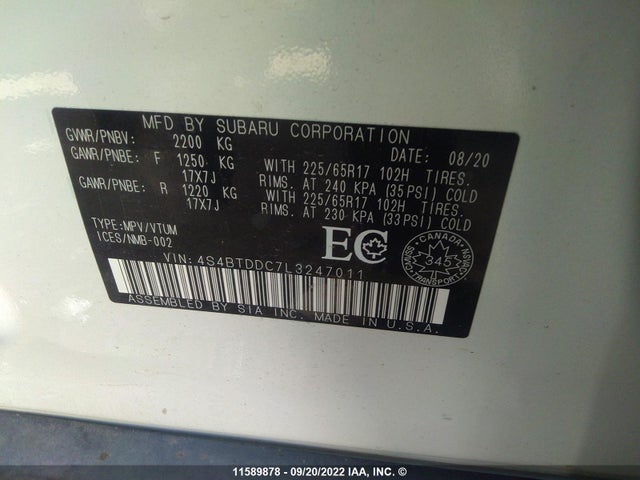 MFD BY SUBARU CORPORATION
GVWR/PNBV: 2200 KG DATE: 08/20
GAWR/PNBE: F 1250 KG WITH 225/65R17 102H TIRES.
17X7J RIMS. AT 240 KPA (35PSI) COLD
GAWR/PNBE: R 1220 KG WITH 225/65R17 102H TIRES.
17X7J RIMS. AT 230 KPA (33PSI) COLD
TYPE:MPV/VTUM
ICES/NMB-002
EC
CANADA
345
TRANSPORT
VIN: 4S4BTDDC7L3247011
ASSEMBLED BY SIA INC. MADE IN U.S.A.
11589878 - 09/20/2022 IAA, INC. ©